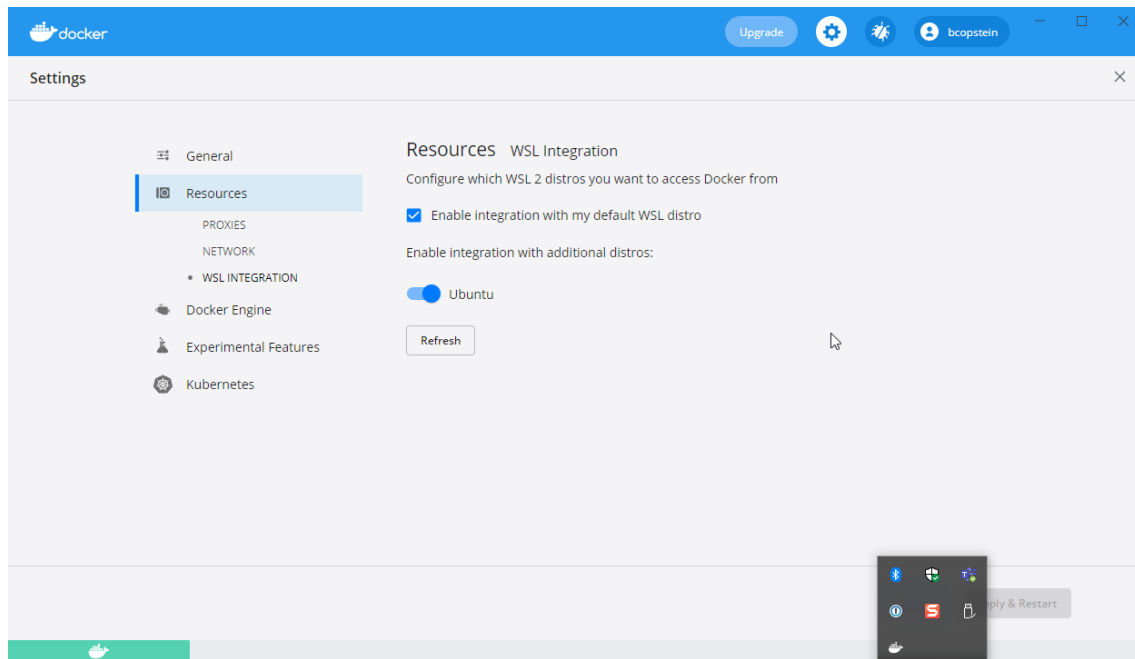 docker
Upgrade
bcopstein
Settings
General
Resources
PROXIES
NETWORK
WSL INTEGRATION
Docker Engine
Experimental Features
Kubernetes
Resources WSL Integration
Configure which WSL 2 distros you want to access Docker from
Enable integration with my default WSL distro
Enable integration with additional distros:
Ubuntu
Refresh
ply & Restart